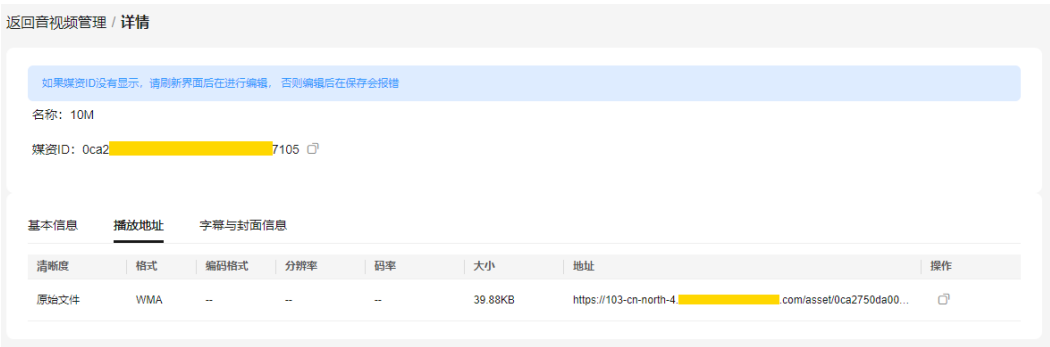 返回音视频管理 / 详情
如果媒资ID没有显示，请刷新界面后在进行编辑， 否则编辑后在保存会报错
名称：10M
媒资ID：0ca2 7105
基本信息 播放地址 字幕与封面信息
清晰度 格式 编码格式 分辨率 码率 大小 地址 操作
原始文件 WMA -- -- -- 39.88KB https://103-cn-north-4. .com/asset/0ca2750da00...